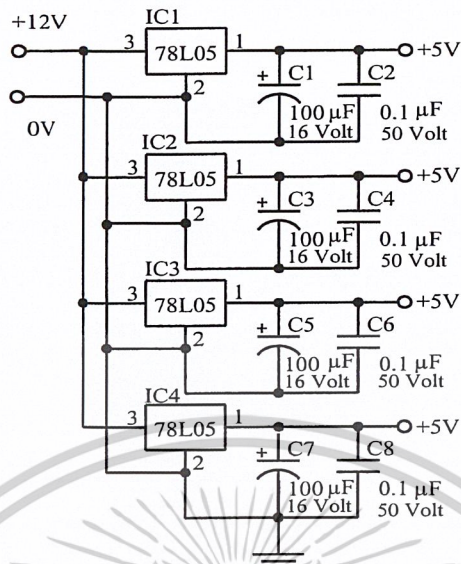 +12V
IC1
3
78L05
1
+5V
2
+
C1
C2
0V
100 µF
16 Volt
0.1 µF
50 Volt
IC2
3
78L05
1
+5V
2
+
C3
C4
100 µF
16 Volt
0.1 µF
50 Volt
IC3
3
78L05
1
+5V
2
+
C5
C6
100 µF
16 Volt
0.1 µF
50 Volt
IC4
3
78L05
1
+5V
2
+
C7
C8
100 µF
16 Volt
0.1 µF
50 Volt